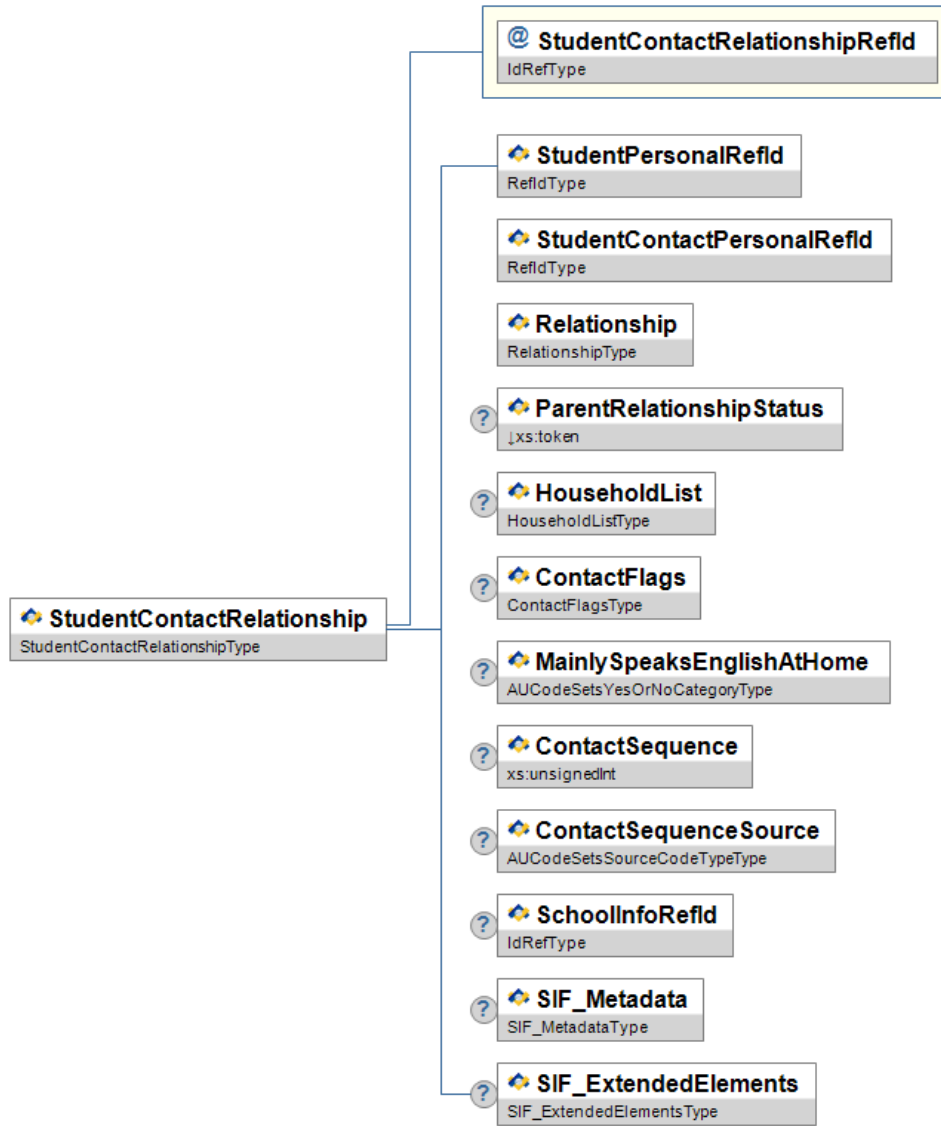 @ StudentContactRelationshipRefId
IdRefType
StudentPersonalRefId
RefIdType
StudentContactPersonalRefId
RefIdType
Relationship
RelationshipType
? ParentRelationshipStatus
↓xs:token
? HouseholdList
HouseholdListType
? ContactFlags
ContactFlagsType
StudentContactRelationship
StudentContactRelationshipType
? MainlySpeaksEnglishAtHome
AUCodeSetsYesOrNoCategoryType
? ContactSequence
xs:unsignedInt
? ContactSequenceSource
AUCodeSetsSourceCodeTypeType
? SchoolInfoRefId
IdRefType
? SIF_Metadata
SIF_MetadataType
? SIF_ExtendedElements
SIF_ExtendedElementsType